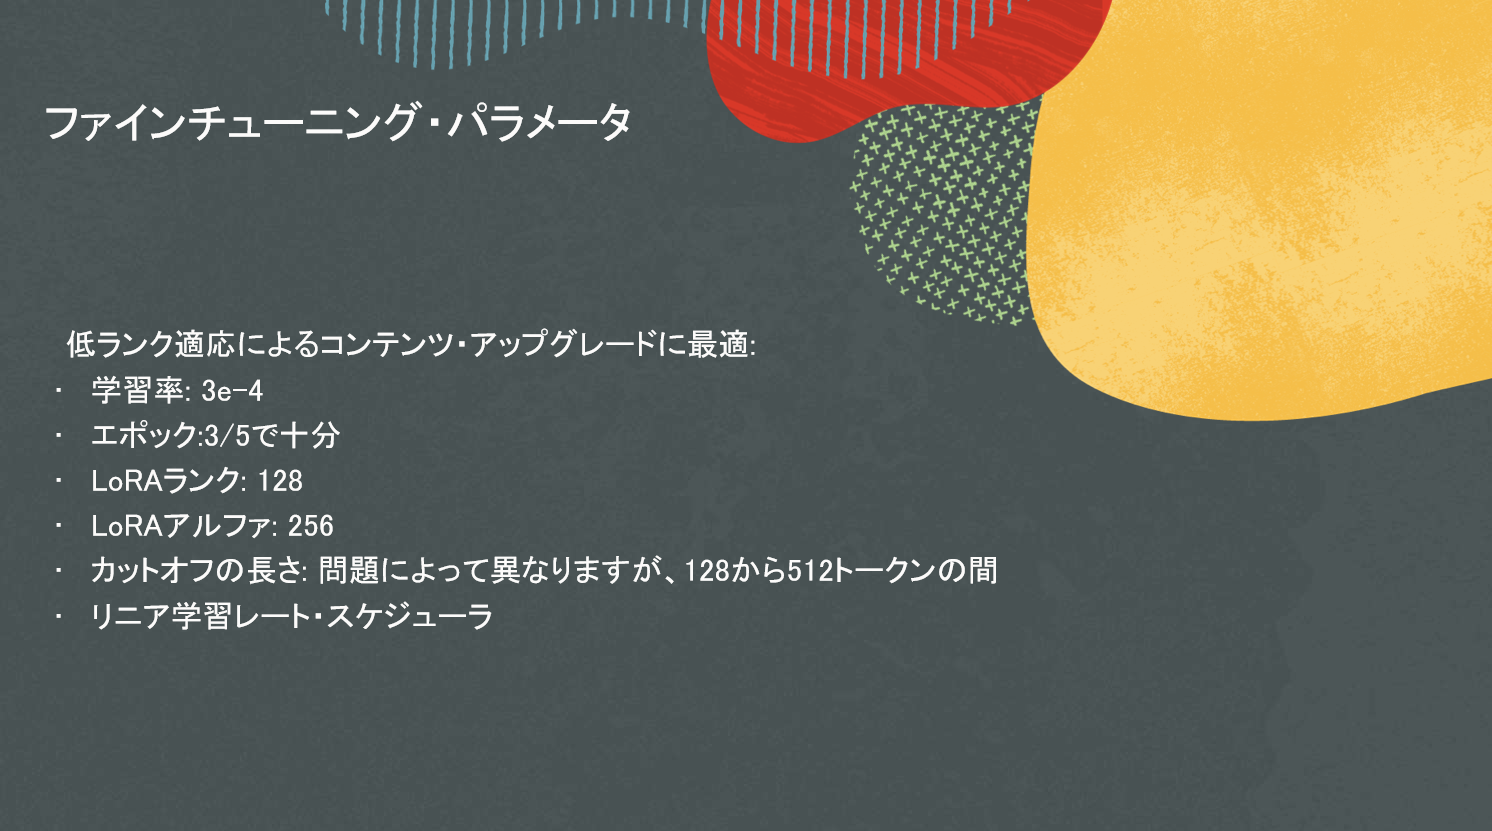 ファインチューニング・パラメータ
低ランク適応によるコンテンツ・アップグレードに最適:
・ 学習率: 3e-4
・ エポック:3/5で十分
・ LoRAランク: 128
・ LoRAアルファ: 256
・ カットオフの長さ: 問題によって異なりますが、128から512トークンの間
・ リニア学習レート・スケジューラ